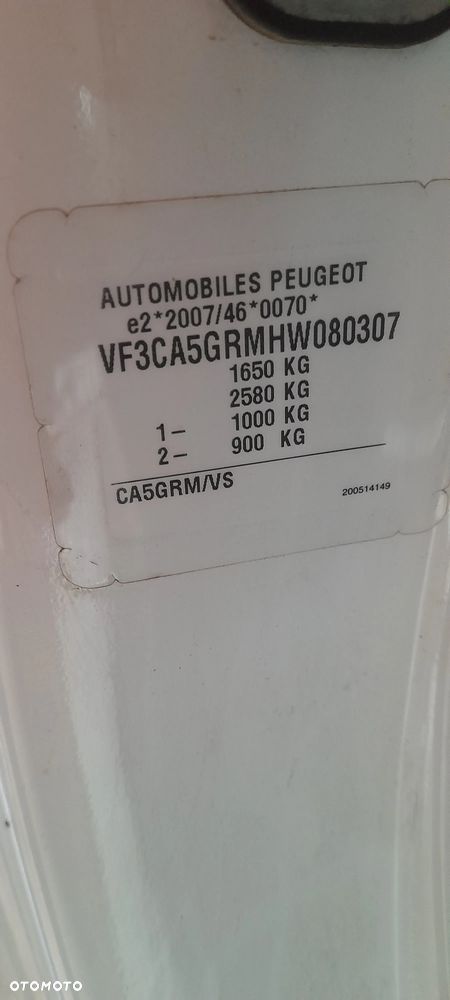 AUTOMOBILES PEUGEOT
e2*2007/46*0070*
VF3CA5GRMHW080307
1650 KG
2580 KG
1- 1000 KG
2- 900 KG
CA5GRM/VS 200514149
OTOMOTO